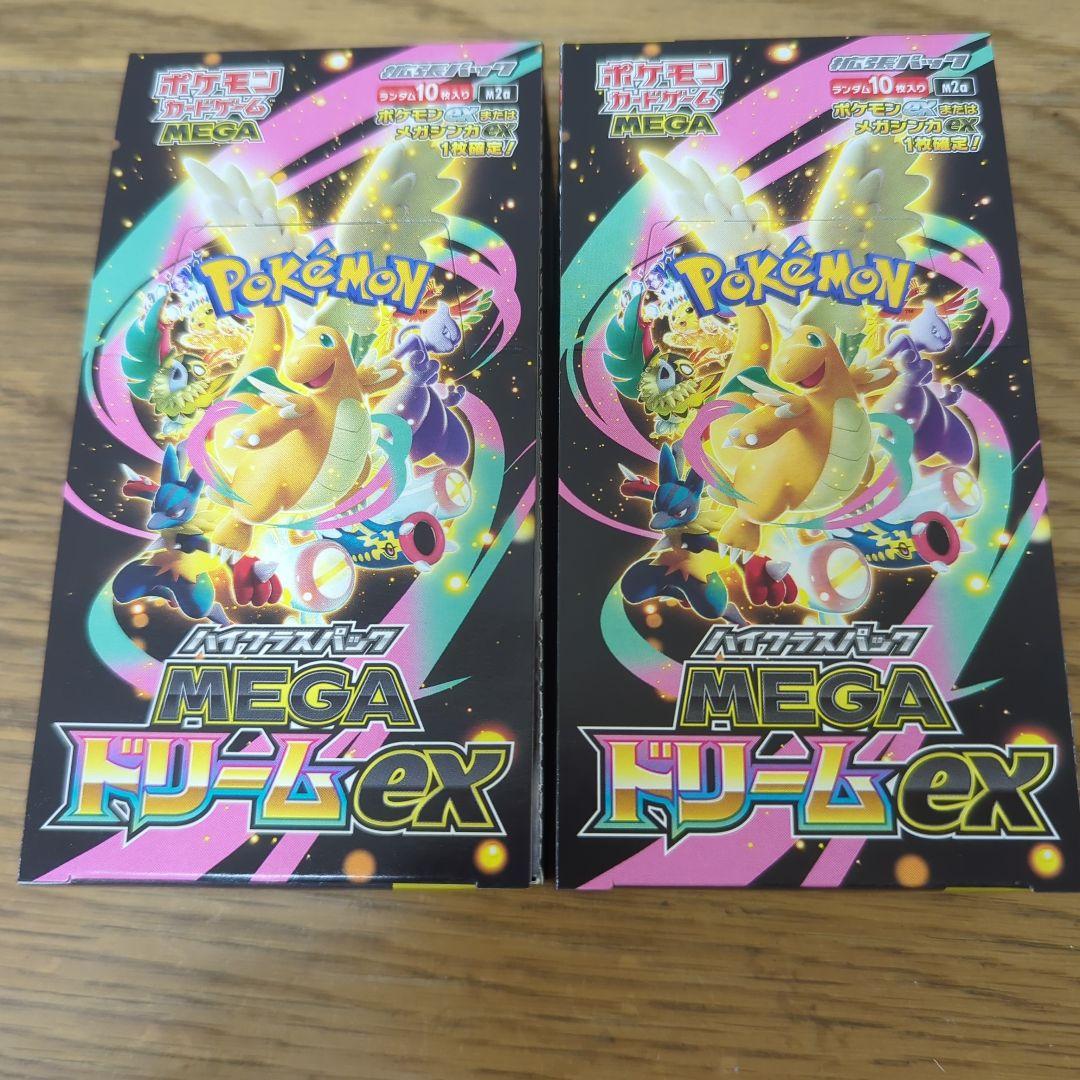 ポケモン
カードゲーム
MEGA
拡張パック
ランダム10枚入り M2a
ポケモンexまたは
メガシンカex
1枚確定!
POKéMON™
ハイクラスパック
MEGA
ドリームex
ポケモン
カードゲーム
MEGA
拡張パック
ランダム10枚入り M2a
ポケモンexまたは
メガシンカex
1枚確定!
POKéMON™
ハイクラスパック
MEGA
ドリームex